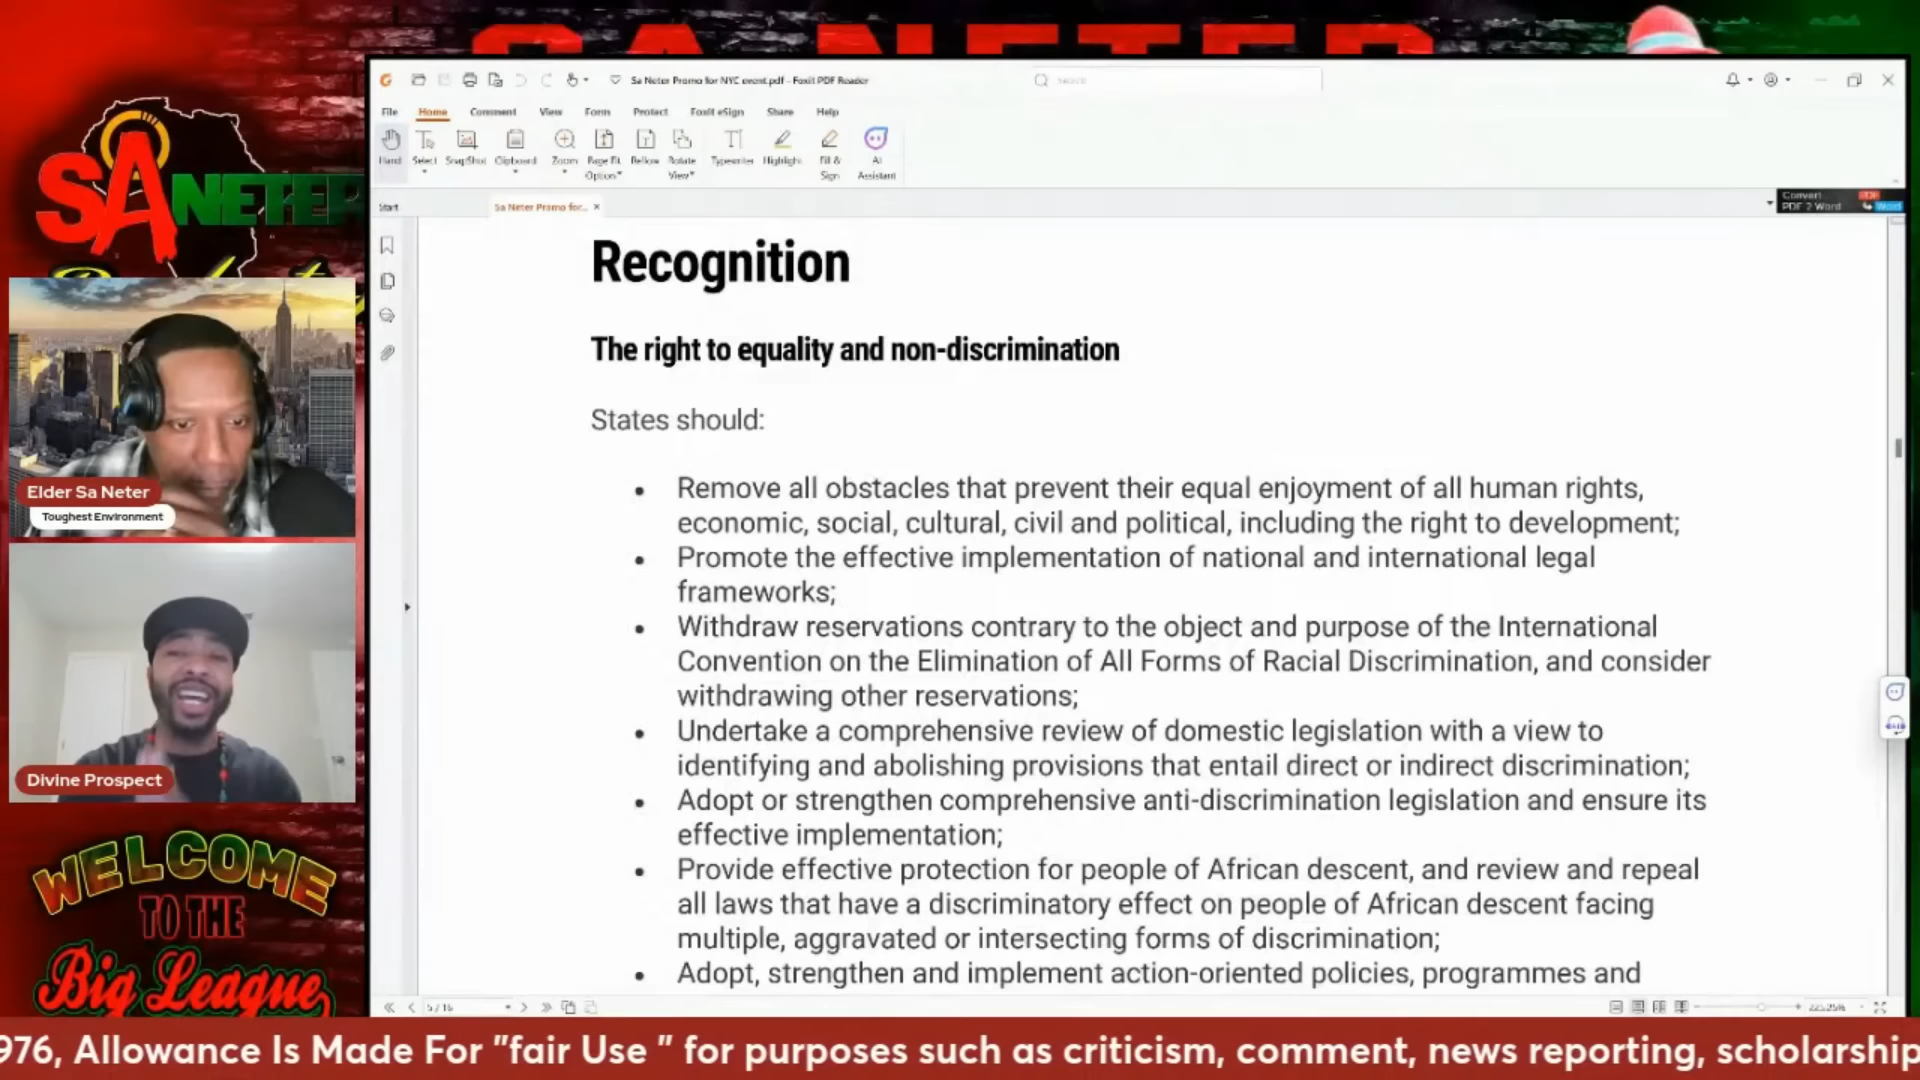 SA NETER
SANETER
Sa Neter Promo for NYC event.pdf - Foxit PDF Reader
Search
File Home Comment View Form Protect Foxit eSign Share Help
Hand Select SnapShot Clipboard Zoom Page Fit Option Reflow Rotate View Typewriter Highlight Fill & Sign AI Assistant
Start
Sa Neter Promo for...
Convert
PDF 2 Word
PDF
Word
Recognition
The right to equality and non-discrimination
States should:
• Remove all obstacles that prevent their equal enjoyment of all human rights,
economic, social, cultural, civil and political, including the right to development;
• Promote the effective implementation of national and international legal
frameworks;
• Withdraw reservations contrary to the object and purpose of the International
Convention on the Elimination of All Forms of Racial Discrimination, and consider
withdrawing other reservations;
• Undertake a comprehensive review of domestic legislation with a view to
identifying and abolishing provisions that entail direct or indirect discrimination;
• Adopt or strengthen comprehensive anti-discrimination legislation and ensure its
effective implementation;
• Provide effective protection for people of African descent, and review and repeal
all laws that have a discriminatory effect on people of African descent facing
multiple, aggravated or intersecting forms of discrimination;
• Adopt, strengthen and implement action-oriented policies, programmes and
Elder Sa Neter
Toughest Environment
Divine Prospect
WELCOME
TO THE
Big League
5 / 16
976, Allowance Is Made For "fair Use " for purposes such as criticism, comment, news reporting, scholarship